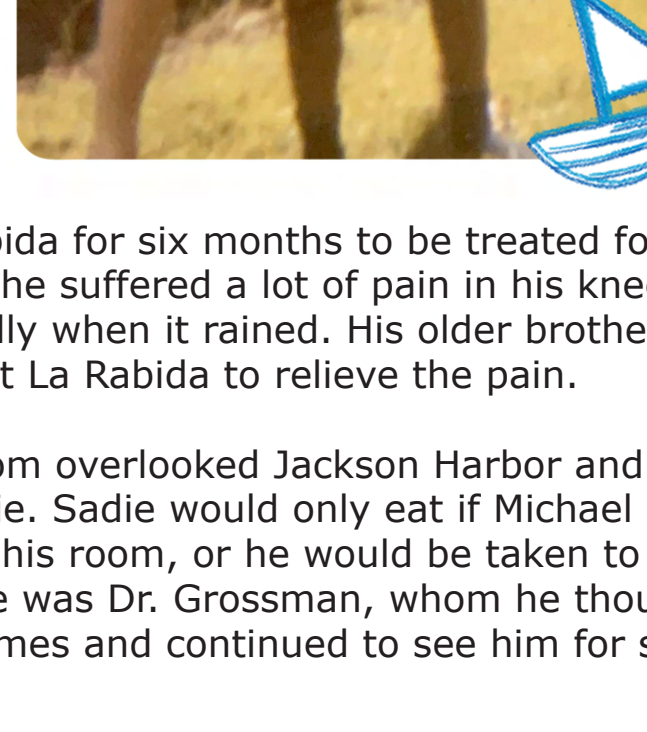 bida for six months to be treated fo
he suffered a lot of pain in his kne
lly when it rained. His older brothe
t La Rabida to relieve the pain.
om overlooked Jackson Harbor and
ie. Sadie would only eat if Michael
his room, or he would be taken to
e was Dr. Grossman, whom he thou
mes and continued to see him for s